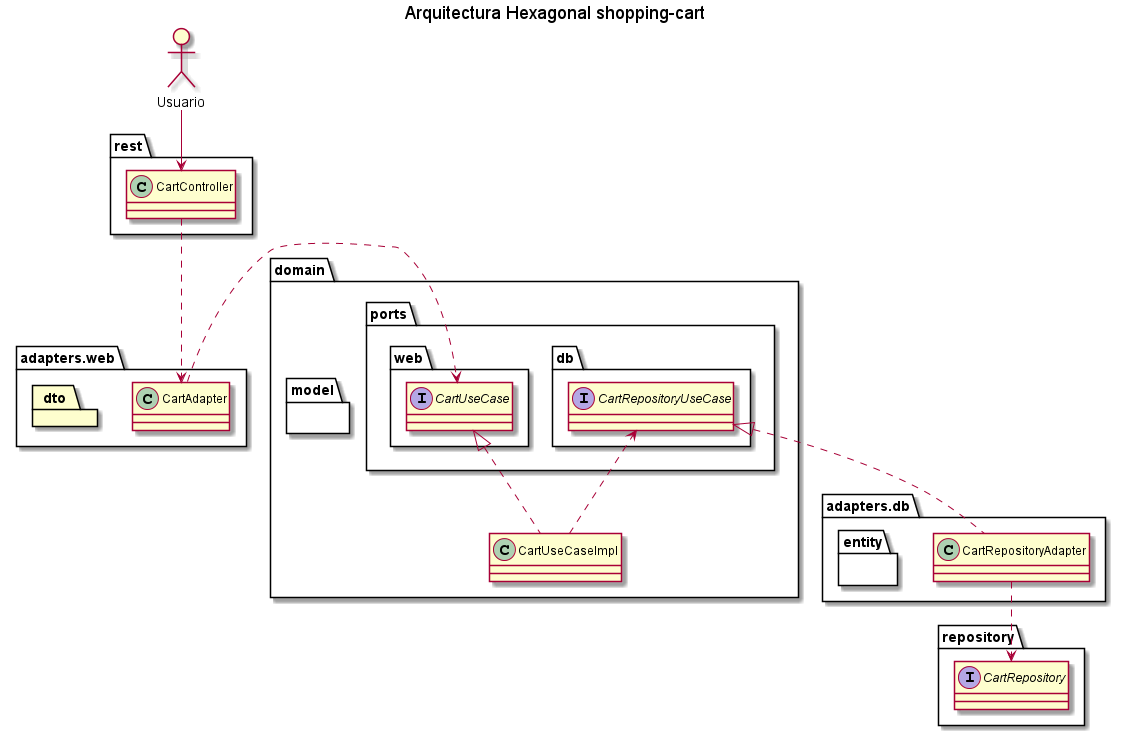 Arquitectura Hexagonal shopping-cart
Usuario
rest
C CartController
domain
ports
adapters.web
dto
C CartAdapter
model
web
I CartUseCase
db
I CartRepositoryUseCase
C CartUseCaseImpl
adapters.db
entity
C CartRepositoryAdapter
repository
I CartRepository